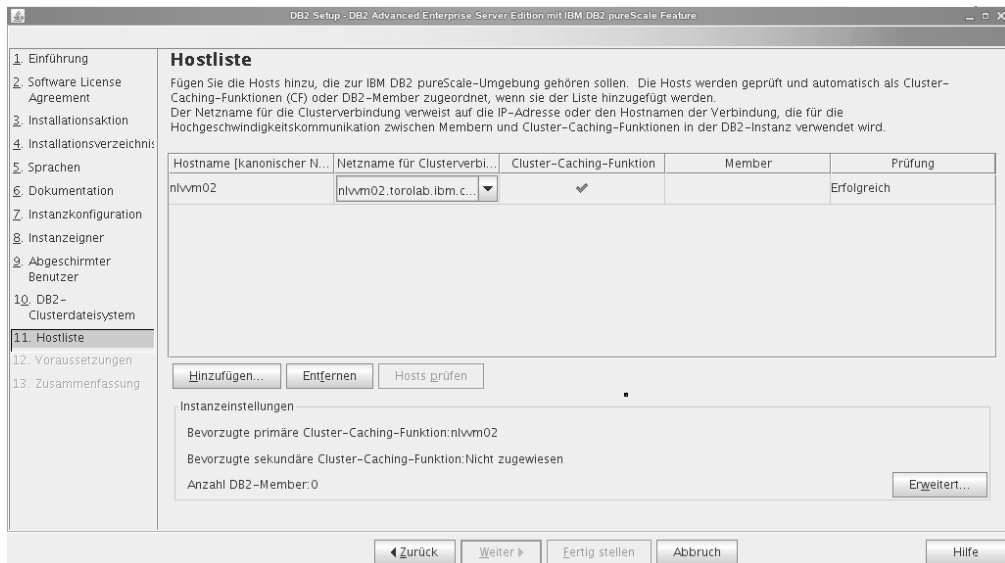 DB2 Setup - DB2 Advanced Enterprise Server Edition mit IBM DB2 pureScale Feature
1. Einführung
2. Software License
Agreement
3. Installationsaktion
4. Installationsverzeichnis
5. Sprachen
6. Dokumentation
7. Instanzkonfiguration
8. Instanzeigner
9. Abgeschirmter
Benutzer
10. DB2-
Clusterdateisystem
11. Hostliste
12. Voraussetzungen
13. Zusammenfassung
Hostliste
Fügen Sie die Hosts hinzu, die zur IBM DB2 pureScale-Umgebung gehören sollen. Die Hosts werden geprüft und automatisch als Cluster-
Caching-Funktionen (CF) oder DB2-Member zugeordnet, wenn sie der Liste hinzugefügt werden.
Der Netzname für die Clusterverbindung verweist auf die IP-Adresse oder den Hostnamen der Verbindung, die für die
Hochgeschwindigkeitskommunikation zwischen Membern und Cluster-Caching-Funktionen in der DB2-Instanz verwendet wird.
Hostname [kanonischer N... Netzname für Clusterverbi... Cluster-Caching-Funktion Member Prüfung
nlvvm02 nlvvm02.torolab.ibm.c... Erfolgreich
Hinzufügen... Entfernen Hosts prüfen
Instanzeinstellungen
Bevorzugte primäre Cluster-Caching-Funktion:nlvvm02
Bevorzugte sekundäre Cluster-Caching-Funktion:Nicht zugewiesen
Anzahl DB2-Member:0
Erweitert...
Zurück Weiter Fertig stellen Abbruch Hilfe